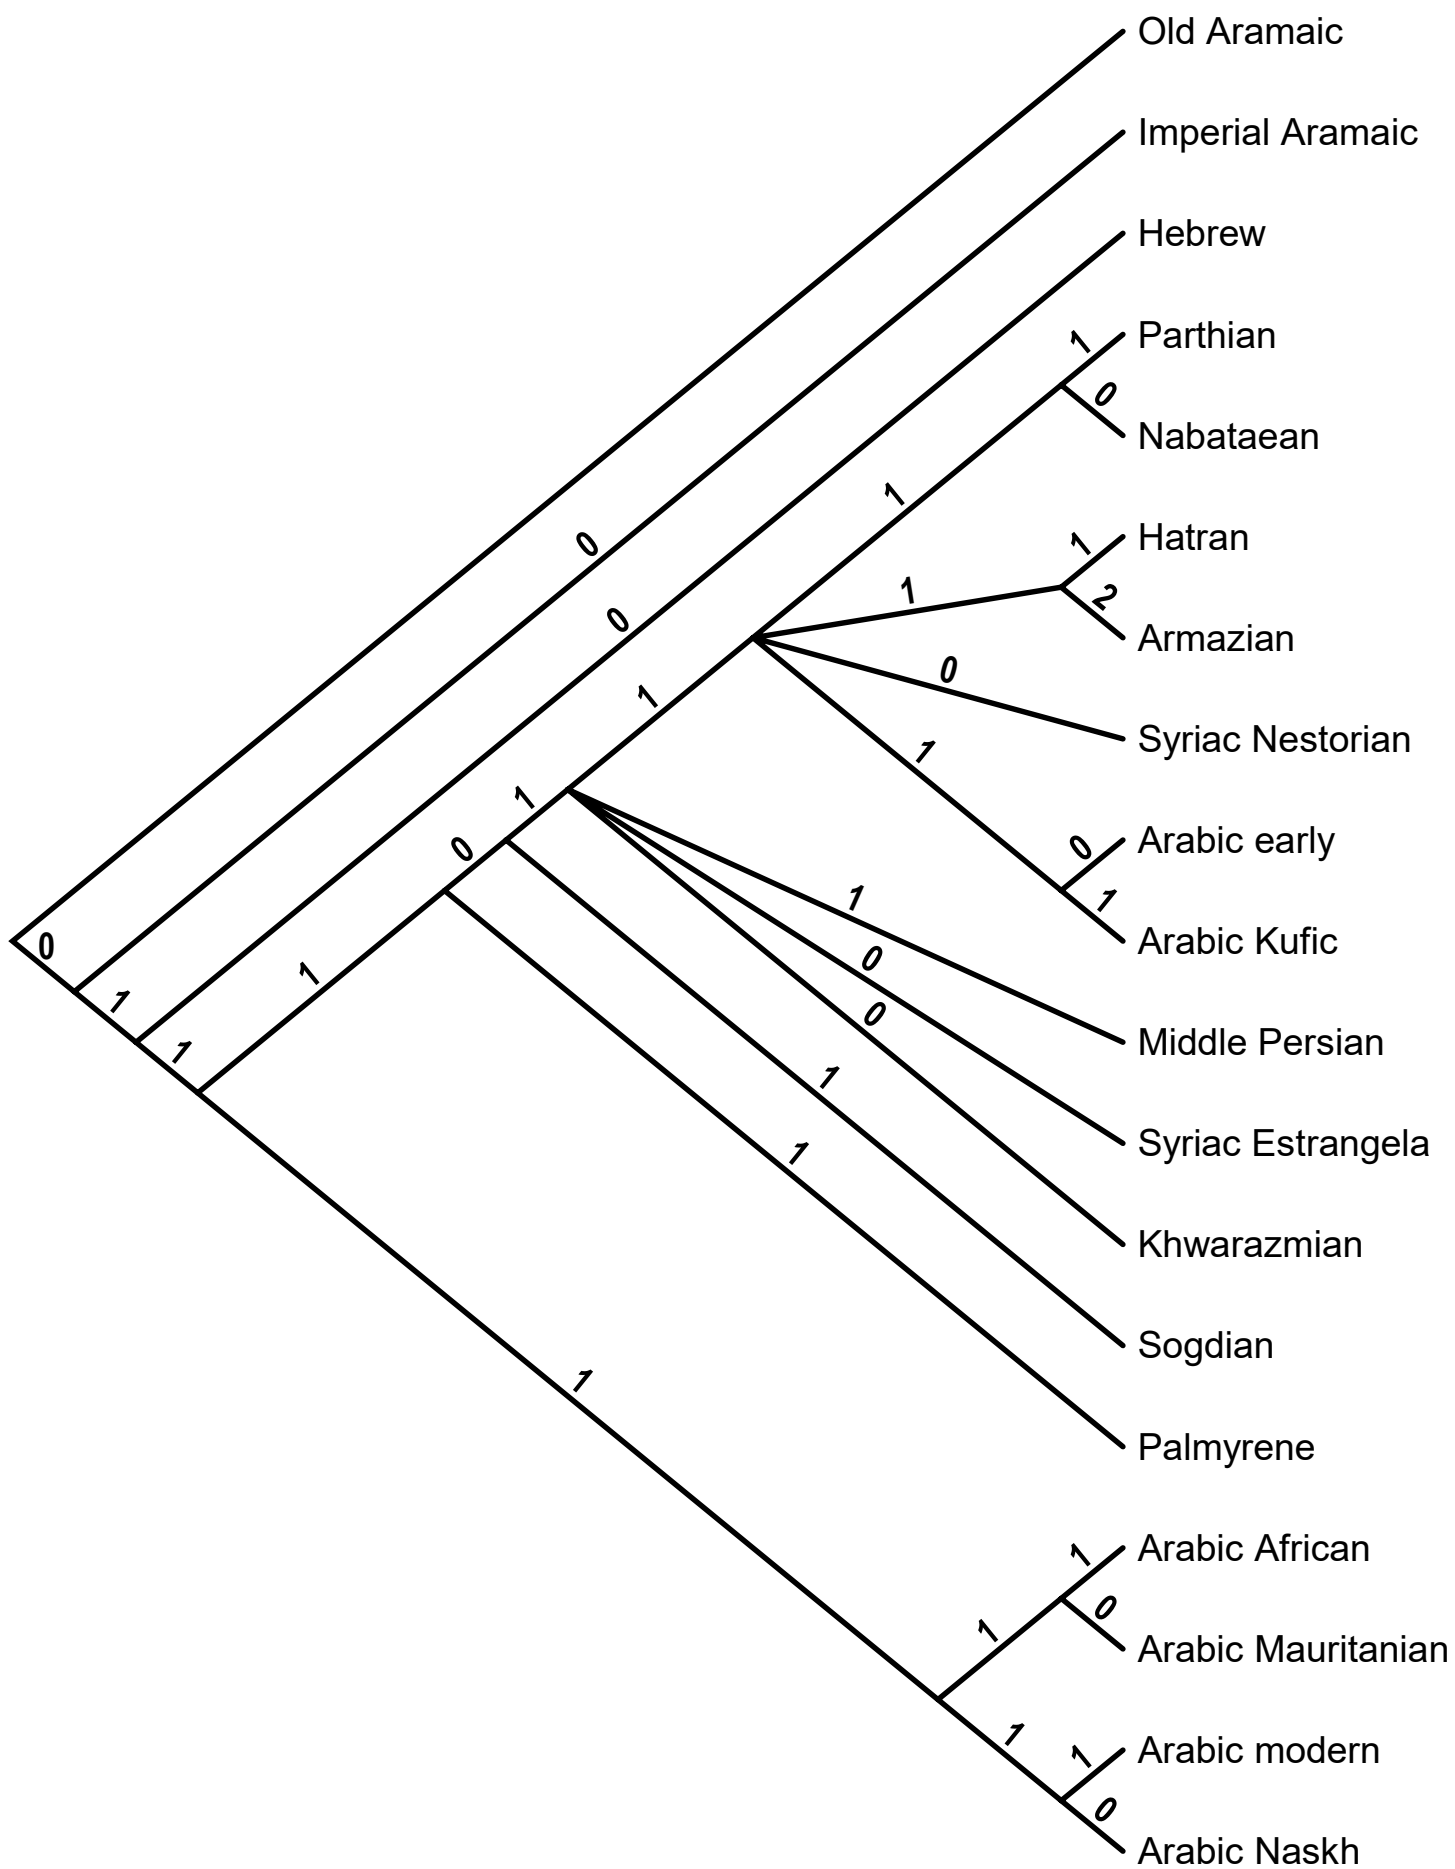 Old Aramaic
Imperial Aramaic
Hebrew
1 Parthian
0
Nabataean
1
1 Hatran
1
2
0
Armazian
0
0
1
Syriac Nestorian
1
1
0 Arabic early
0
1
1
0 Arabic Kufic
0
1
1
0
Middle Persian
1
1
Syriac Estrangela
1
Khwarazmian
Sogdian
1
Palmyrene
1 Arabic African
0
1
Arabic Mauritanian
1
1 Arabic modern
0
Arabic Naskh